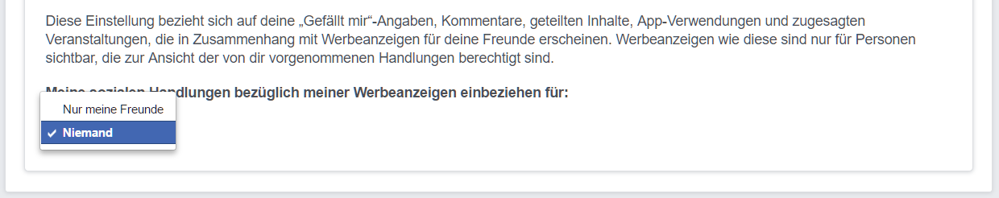 Diese Einstellung bezieht sich auf deine „Gefällt mir“-Angaben, Kommentare, geteilten Inhalte, App-Verwendungen und zugesagten
Veranstaltungen, die in Zusammenhang mit Werbeanzeigen für deine Freunde erscheinen. Werbeanzeigen wie diese sind nur für Personen
sichtbar, die zur Ansicht der von dir vorgenommenen Handlungen berechtigt sind.
Meine sozialen Handlungen bezüglich meiner Werbeanzeigen einbeziehen für:
Nur meine Freunde
Niemand